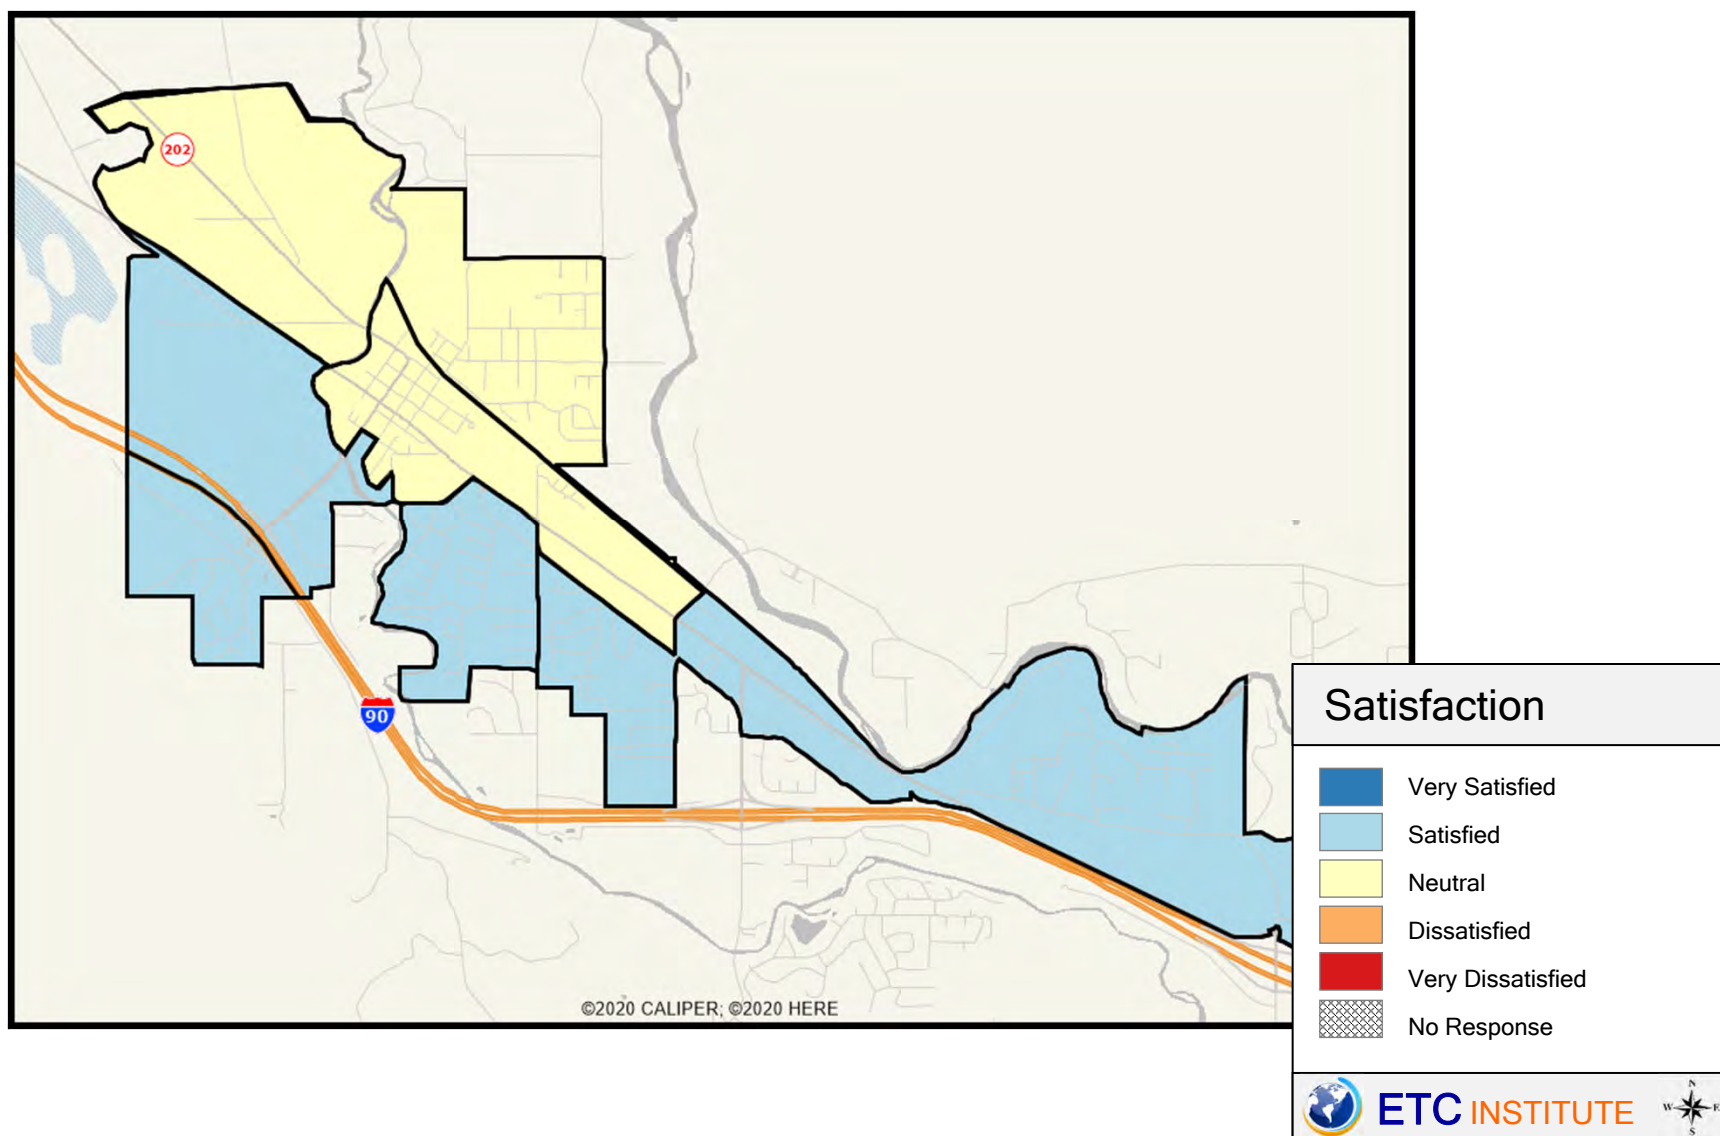 202
90
©2020 CALIPER; ©2020 HERE
Satisfaction
Very Satisfied
Satisfied
Neutral
Dissatisfied
Very Dissatisfied
No Response
ETC INSTITUTE
N
W E
S